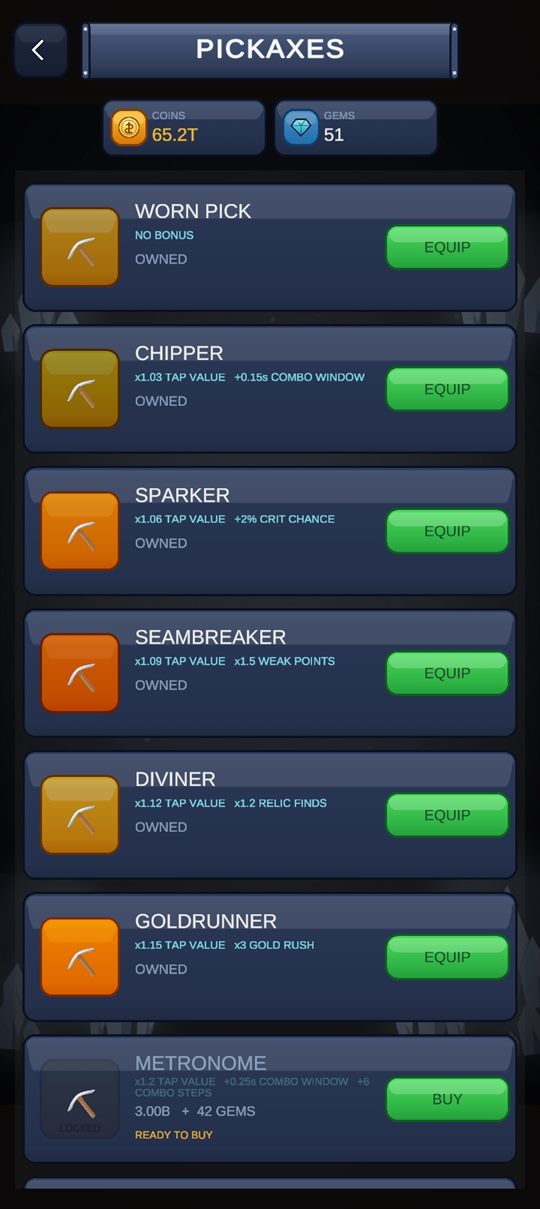 PICKAXES
COINS
65.2T
GEMS
51
WORN PICK
NO BONUS
OWNED
EQUIP
CHIPPER
x1.03 TAP VALUE +0.15s COMBO WINDOW
OWNED
EQUIP
SPARKER
x1.06 TAP VALUE +2% CRIT CHANCE
OWNED
EQUIP
SEAMBREAKER
x1.09 TAP VALUE x1.5 WEAK POINTS
OWNED
EQUIP
DIVINER
x1.12 TAP VALUE x1.2 RELIC FINDS
OWNED
EQUIP
GOLDRUNNER
x1.15 TAP VALUE x3 GOLD RUSH
OWNED
EQUIP
METRONOME
x1.2 TAP VALUE +0.25s COMBO WINDOW +6
COMBO STEPS
3.00B + 42 GEMS
READY TO BUY
LOCKED
BUY